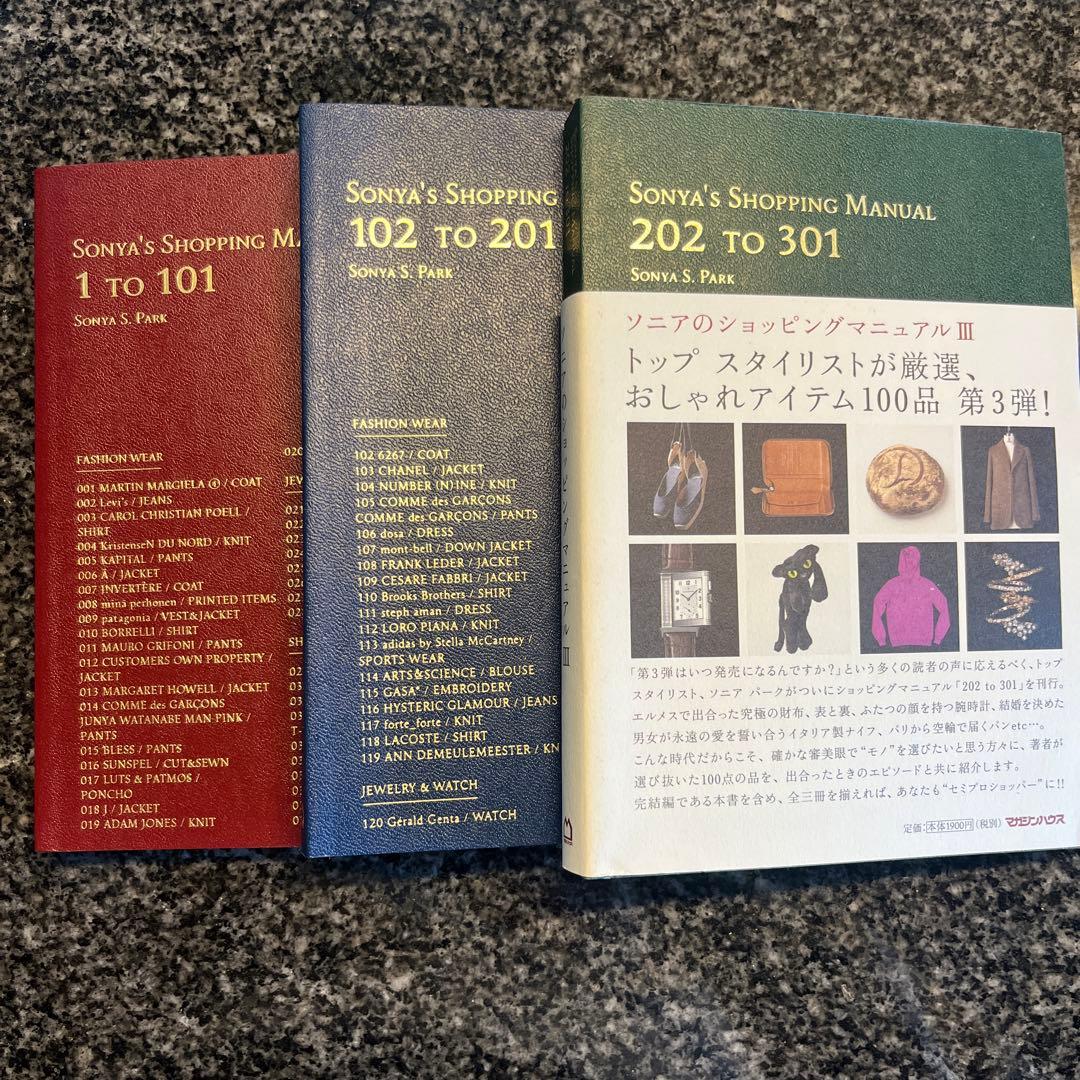 SONYA'S SHOPPING
1 TO 101
SONYA S. PARK
FASHION WEAR
001 MARTIN MARGIELA ④ / COAT
002 Levi's / JEANS
003 CAROL CHRISTIAN POELL /
SHIRT
004 KristenseN DU NORD / KNIT
005 KAPITAL / PANTS
006 Å / JACKET
007 INVERTÈRE / COAT
008 minä perhonen / PRINTED ITEMS
009 patagonia / VEST&JACKET
010 BORRELLI / SHIRT
011 MAURO GRIFONI / PANTS
012 CUSTOMERS OWN PROPERTY /
JACKET
013 MARGARET HOWELL / JACKET
014 COMME des GARÇONS
JUNYA WATANABE MAN·PINK /
PANTS
015 BLESS / PANTS
016 SUNSPEL / CUT&SEWN
017 LUTS & PATMOS /
PONCHO
018 J / JACKET
019 ADAM JONES / KNIT
020
SONYA'S SHOPPING
102 TO 201
SONYA S. PARK
FASHION WEAR
102 6267 / COAT
103 CHANEL / JACKET
104 NUMBER (N)INE / KNIT
105 COMME des GARCONS
COMME des GARÇONS / PANTS
106 dosa / DRESS
107 mont-bell / DOWN JACKET
108 FRANK LEDER / JACKET
109 CESARE FABBRI / JACKET
110 Brooks Brothers / SHIRT
111 steph aman / DRESS
112 LORO PIANA / KNIT
113 adidas by Stella McCartney /
SPORTS WEAR
114 ARTS&SCIENCE / BLOUSE
115 GASA* / EMBROIDERY
116 HYSTERIC GLAMOUR / JEANS
117 forte_forte / KNIT
118 LACOSTE / SHIRT
119 ANN DEMEULEMEESTER / KN
JEWELRY & WATCH
120 Gérald Genta / WATCH
SONYA'S SHOPPING MANUAL
202 TO 301
SONYA S. PARK
ソニアのショッピングマニュアル III
トップ スタイリストが厳選、
おしゃれアイテム100品 第3弾!
「第3弾はいつ発売になるんですか?」という多くの読者の声に応えるべく、トップ
スタイリスト、ソニア パークがついにショッピングマニュアル「202 to 301」を刊行。
エルメスで出合った究極の財布、表と裏、ふたつの顔を持つ腕時計、結婚を決めた
男女が永遠の愛を誓い合うイタリア製ナイフ、パリから空輸で届くパンetc…。
こんな時代だからこそ、確かな審美眼で“モノ”を選びたいと思う方々に、著者が
選び抜いた100点の品を、出合ったときのエピソードと共に紹介します。
完結編である本書を含め、全三冊を揃えれば、あなたも“セミプロショッパー”に!!
定価:本体1900円(税別) マガジンハウス
ソニアのショッピングマニュアル III